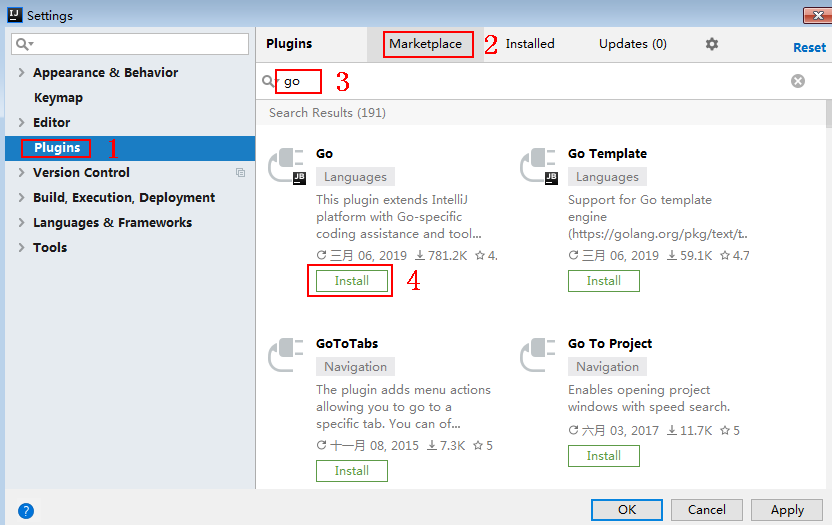 IJ Settings
Plugins Marketplace 2 Installed Updates (0) Reset
Appearance & Behavior
Keymap
Editor
Plugins 1
Version Control
Build, Execution, Deployment
Languages & Frameworks
Tools
go 3
Search Results (191)
Go
JB
Languages
This plugin extends IntelliJ
platform with Go-specific
coding assistance and tool...
三月 06, 2019 781.2K 4.
Install 4
Go Template
JB
Languages
Support for Go template
engine
(https://golang.org/pkg/text/t..
三月 06, 2019 59.1K 4.7
Install
GoToTabs
Navigation
The plugin adds menu actions
allowing you to go to a
specific tab. You can of...
十一月 08, 2015 7.3K 5
Install
Go To Project
Navigation
Enables opening project
windows with speed search.
六月 03, 2017 11.7K 5
Install
? OK Cancel Apply